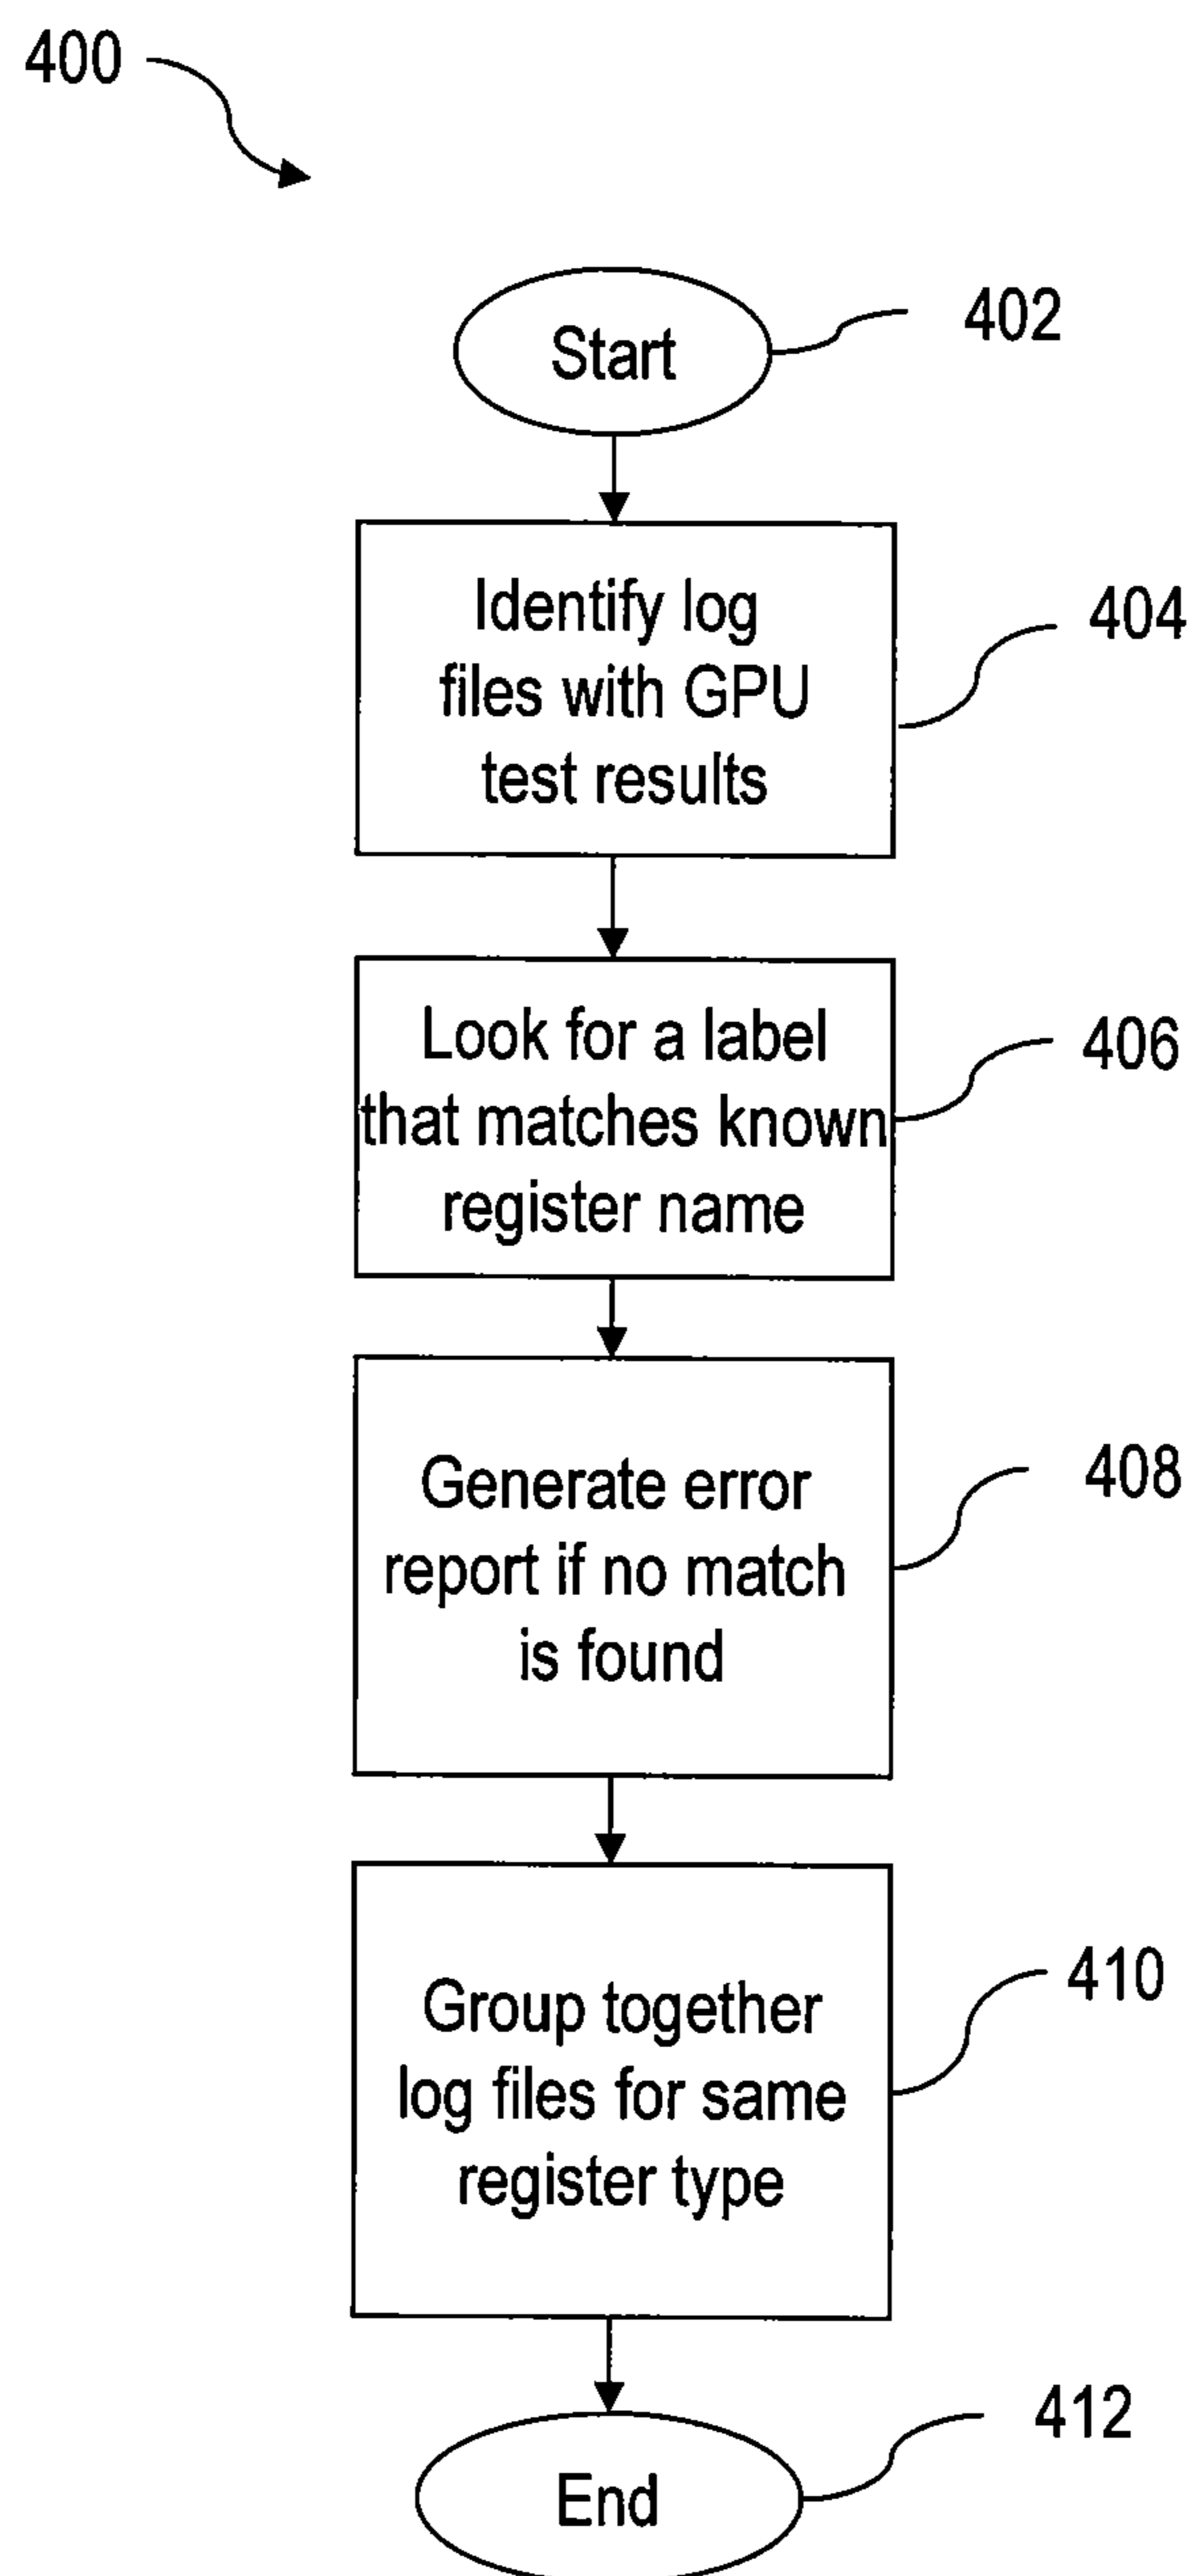 400
Start
402
Identify log
files with GPU
test results
404
Look for a label
that matches known
register name
406
Generate error
report if no match
is found
408
Group together
log files for same
register type
410
End
412